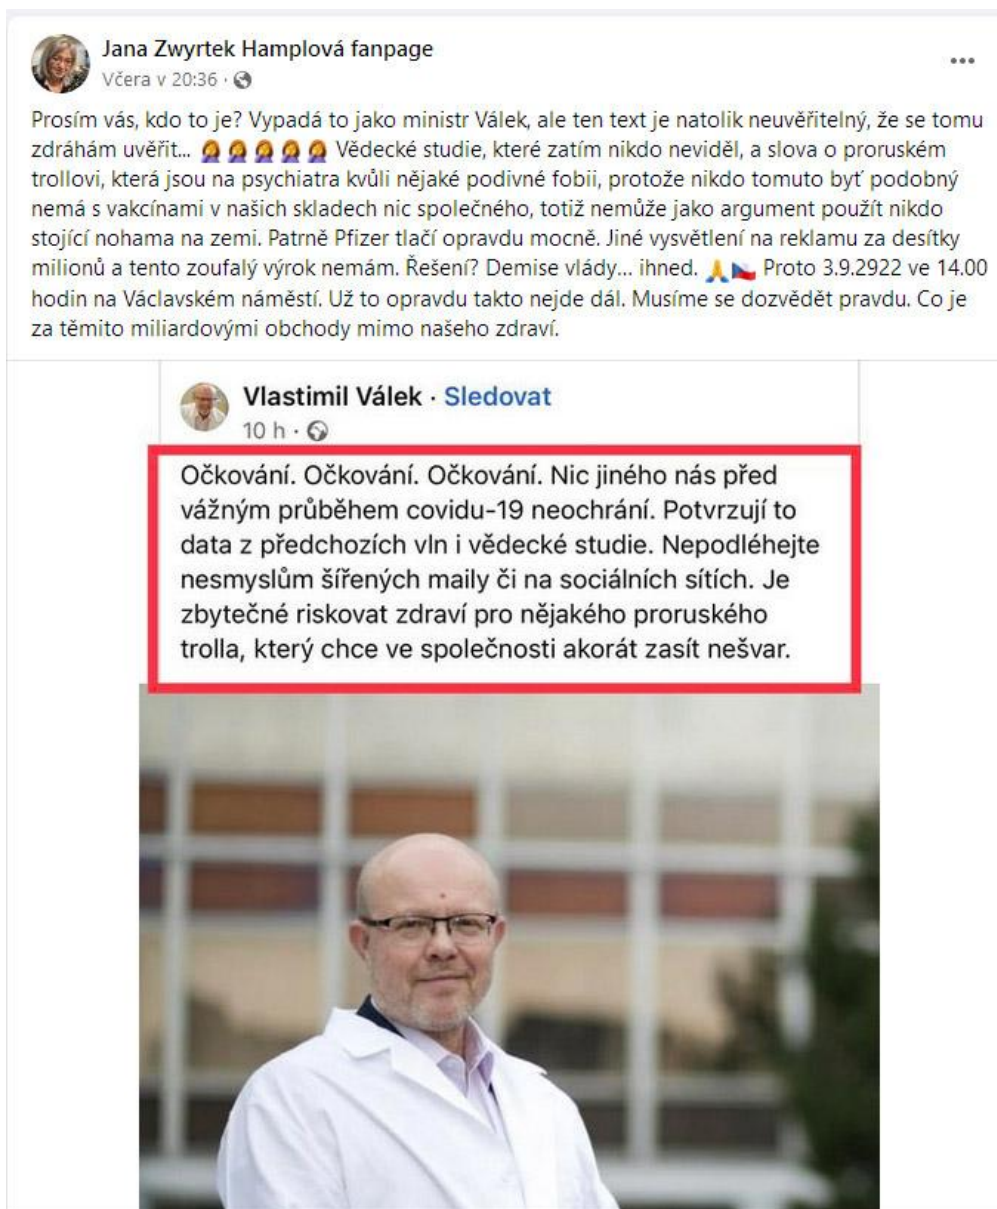 Jana Zwyrtek Hamplová fanpage
Včera v 20:36 ·
Prosím vás, kdo to je? Vypadá to jako ministr Válek, ale ten text je natolik neuvěřitelný, že se tomu
zdráhám uvěřit... 🤦‍♀️🤦‍♀️🤦‍♀️🤦‍♀️🤦‍♀️ Vědecké studie, které zatím nikdo neviděl, a slova o proruském
trollovi, která jsou na psychiatra kvůli nějaké podivné fobii, protože nikdo tomuto byť podobný
nemá s vakcínami v našich skladech nic společného, totiž nemůže jako argument použít nikdo
stojící nohama na zemi. Patrně Pfizer tlačí opravdu mocně. Jiné vysvětlení na reklamu za desítky
milionů a tento zoufalý výrok nemám. Řešení? Demise vlády... ihned. 🙏🇨🇿 Proto 3.9.2922 ve 14.00
hodin na Václavském náměstí. Už to opravdu takto nejde dál. Musíme se dozvědět pravdu. Co je
za těmito miliardovými obchody mimo našeho zdraví.
Vlastimil Válek · Sledovat
10 h ·
Očkování. Očkování. Očkování. Nic jiného nás před
vážným průběhem covidu-19 neochrání. Potvrzují to
data z předchozích vln i vědecké studie. Nepodléhejte
nesmyslům šířených maily či na sociálních sítích. Je
zbytečné riskovat zdraví pro nějakého proruského
trolla, který chce ve společnosti akorát zasít nešvar.